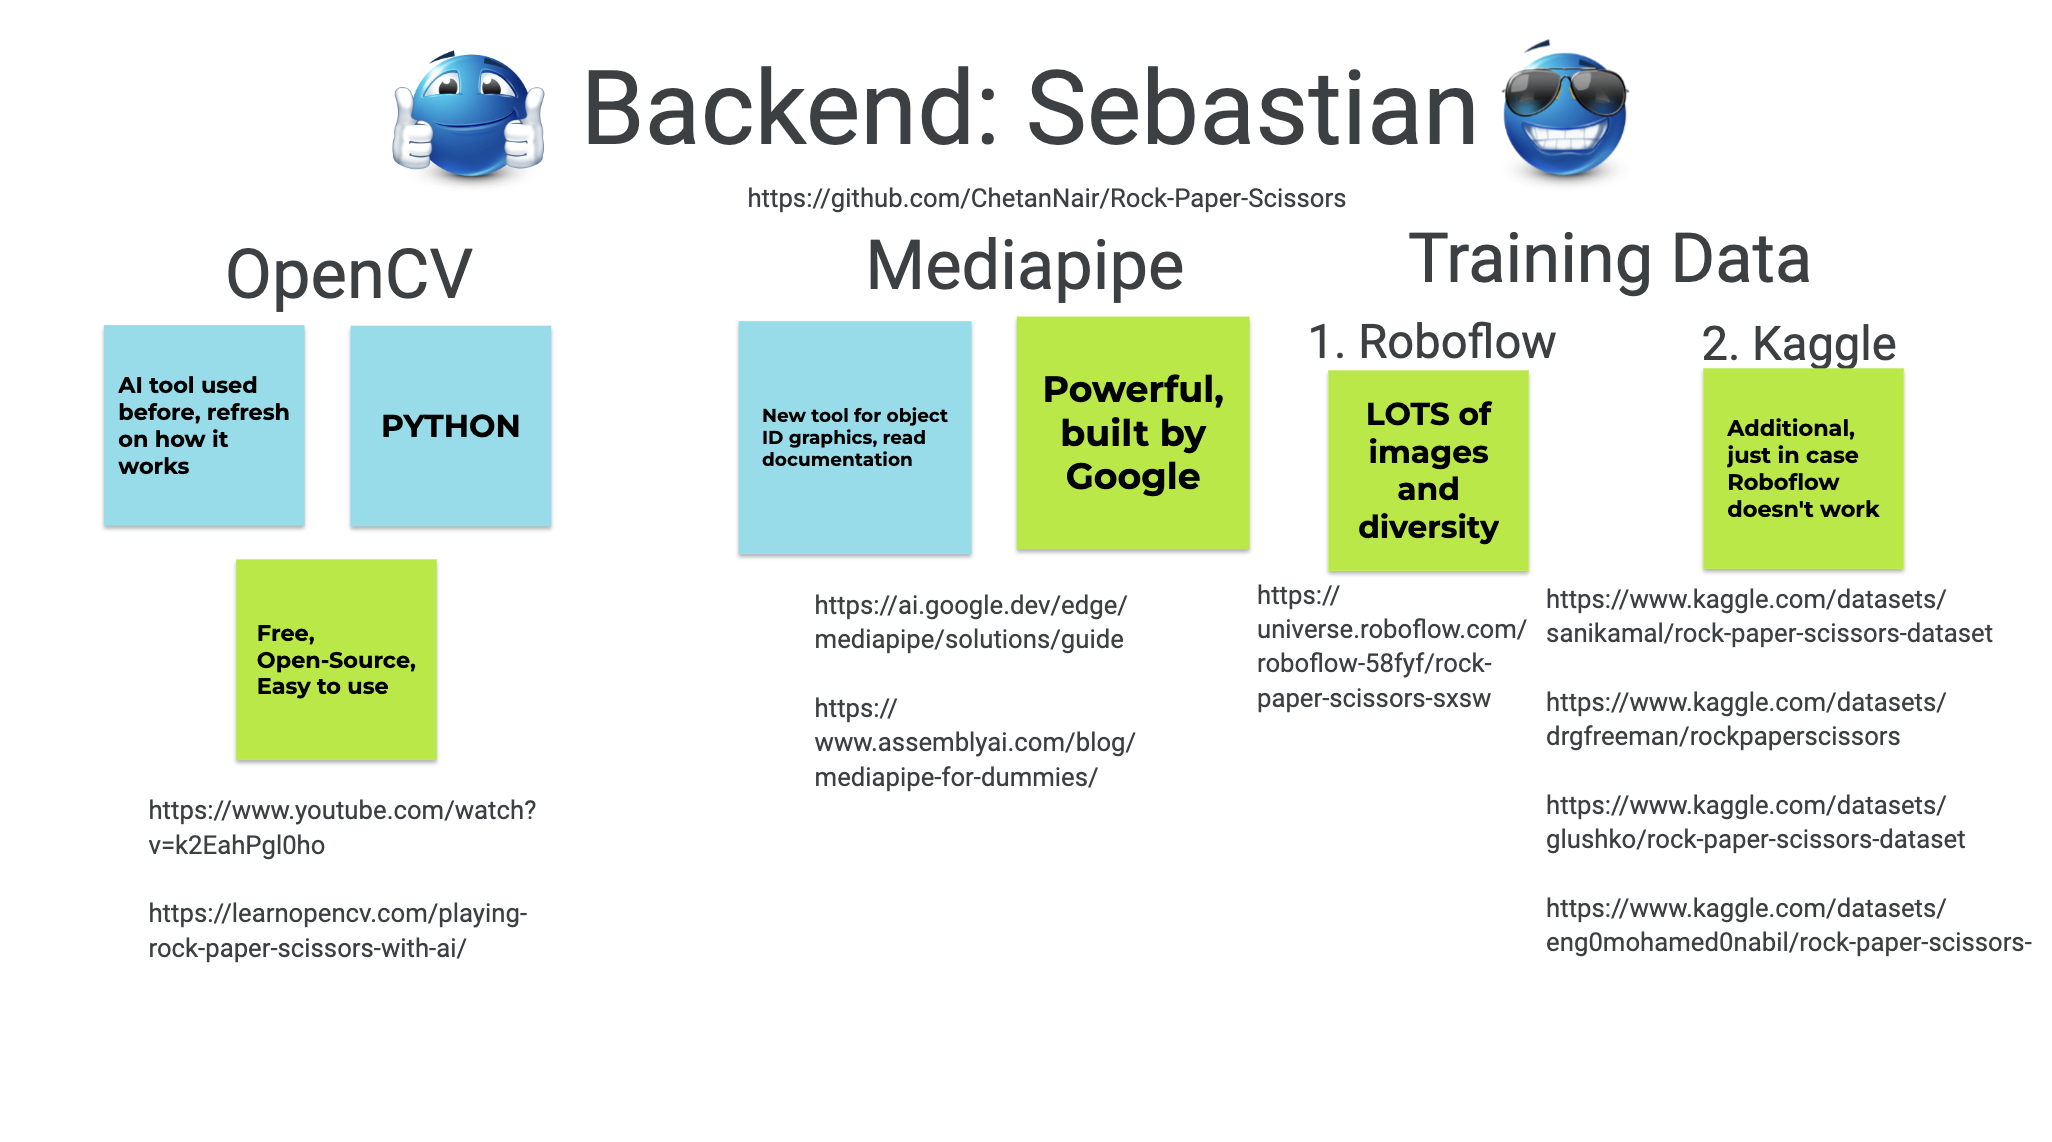 Backend: Sebastian
https://github.com/ChetanNair/Rock-Paper-Scissors
OpenCV
AI tool used
before, refresh
on how it
works
PYTHON
Free,
Open-Source,
Easy to use
https://www.youtube.com/watch?
v=k2EahPgl0ho
https://learnopencv.com/playing-
rock-paper-scissors-with-ai/
Mediapipe
New tool for object
ID graphics, read
documentation
Powerful,
built by
Google
https://ai.google.dev/edge/
mediapipe/solutions/guide
https://
www.assemblyai.com/blog/
mediapipe-for-dummies/
Training Data
1. Roboflow
LOTS of
images
and
diversity
https://
universe.roboflow.com/
roboflow-58fyf/rock-
paper-scissors-sxsw
2. Kaggle
Additional,
just in case
Roboflow
doesn't work
https://www.kaggle.com/datasets/
sanikamal/rock-paper-scissors-dataset
https://www.kaggle.com/datasets/
drgfreeman/rockpaperscissors
https://www.kaggle.com/datasets/
glushko/rock-paper-scissors-dataset
https://www.kaggle.com/datasets/
eng0mohamed0nabil/rock-paper-scissors-